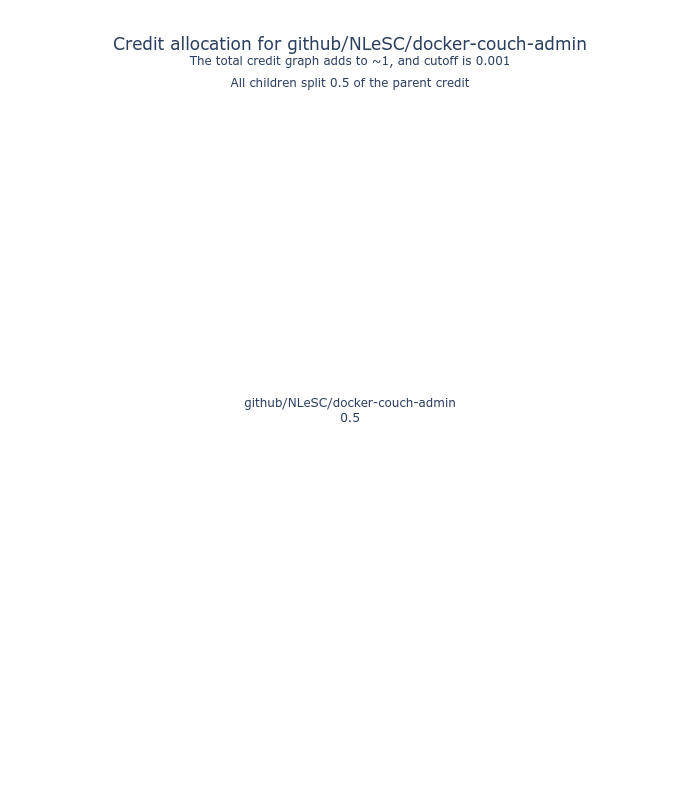 Credit allocation for github/NLeSC/docker-couch-admin
The total credit graph adds to ~1, and cutoff is 0.001
All children split 0.5 of the parent credit
github/NLeSC/docker-couch-admin
0.5